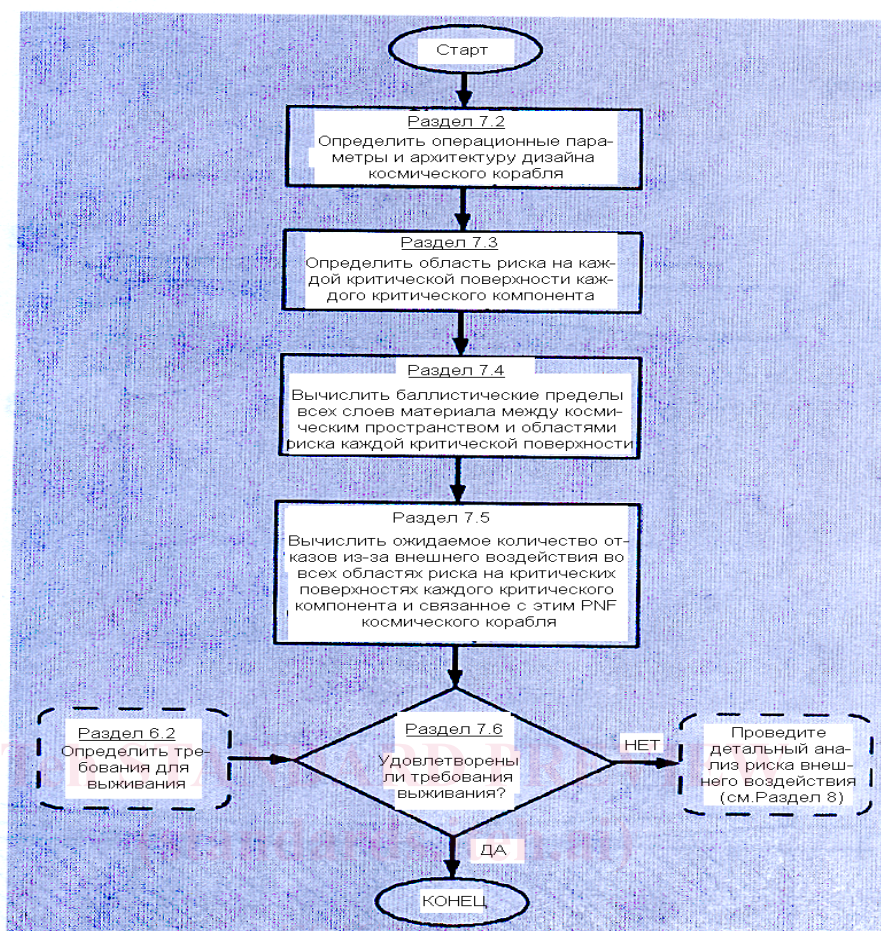 Старт
Раздел 7.2
Определить операционные пара-
метры и архитектуру дизайна
космического корабля
Раздел 7.3
Определить область риска на каж-
дой критической поверхности каж-
дого критического компонента
Раздел 7.4
Вычислить баллистические пределы
всех слоев материала между косми-
ческим пространством и областями
риска каждой критической поверхности
Раздел 7.5
Вычислить ожидаемое количество от-
казов из-за внешнего воздействия во
всех областях риска на критических
поверхностях каждого критического
компонента и связанное с этим PNF
космического корабля
Раздел 6.2
Определить тре-
бования для
выживания
Раздел 7.6
Удовлетворены
ли требования
выживания?
НЕТ
Проведите
детальный ана-
лиз риска внеш-
него воздействия
(см.Раздел 8)
ДА
КОНЕЦ